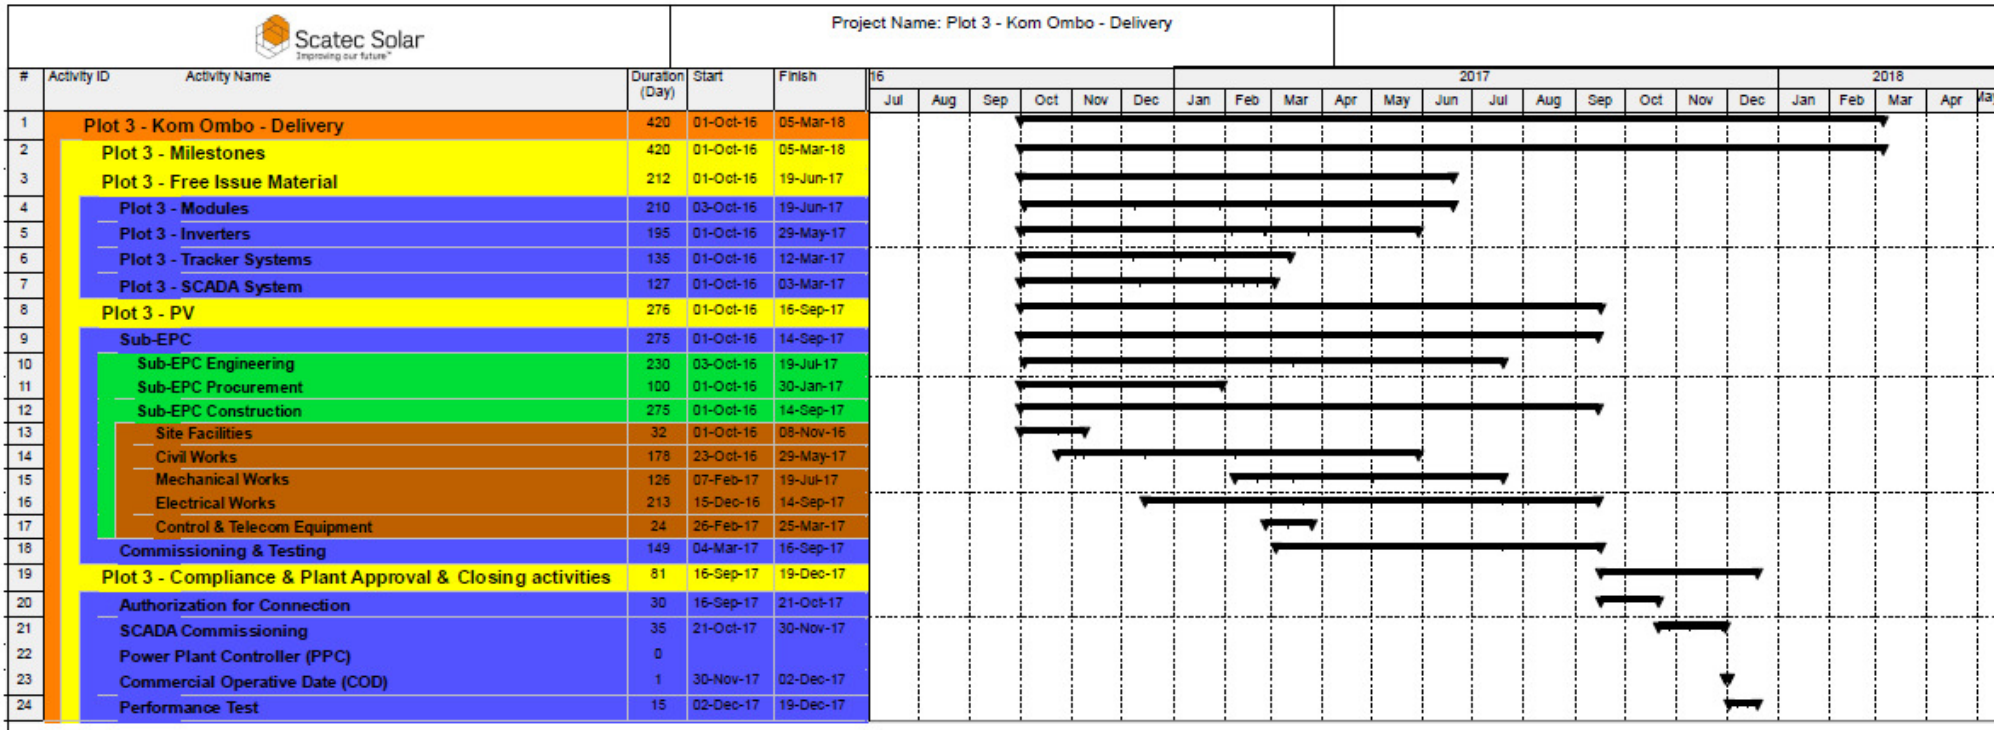 Scatec Solar
Improving our future™
Project Name: Plot 3 - Kom Ombo - Delivery
# Activity ID Activity Name Duration (Day) Start Finish 16 2017 2018
Jul Aug Sep Oct Nov Dec Jan Feb Mar Apr May Jun Jul Aug Sep Oct Nov Dec Jan Feb Mar Apr May
1 Plot 3 - Kom Ombo - Delivery 420 01-Oct-16 05-Mar-18
2 Plot 3 - Milestones 420 01-Oct-16 05-Mar-18
3 Plot 3 - Free Issue Material 212 01-Oct-16 19-Jun-17
4 Plot 3 - Modules 210 03-Oct-16 19-Jun-17
5 Plot 3 - Inverters 195 01-Oct-16 29-May-17
6 Plot 3 - Tracker Systems 135 01-Oct-16 12-Mar-17
7 Plot 3 - SCADA System 127 01-Oct-16 03-Mar-17
8 Plot 3 - PV 276 01-Oct-16 16-Sep-17
9 Sub-EPC 275 01-Oct-16 14-Sep-17
10 Sub-EPC Engineering 230 03-Oct-16 19-Jul-17
11 Sub-EPC Procurement 100 01-Oct-16 30-Jan-17
12 Sub-EPC Construction 275 01-Oct-16 14-Sep-17
13 Site Facilities 32 01-Oct-16 08-Nov-16
14 Civil Works 178 23-Oct-16 29-May-17
15 Mechanical Works 126 07-Feb-17 19-Jul-17
16 Electrical Works 213 15-Dec-16 14-Sep-17
17 Control & Telecom Equipment 24 26-Feb-17 25-Mar-17
18 Commissioning & Testing 149 04-Mar-17 16-Sep-17
19 Plot 3 - Compliance & Plant Approval & Closing activities 81 16-Sep-17 19-Dec-17
20 Authorization for Connection 30 16-Sep-17 21-Oct-17
21 SCADA Commissioning 35 21-Oct-17 30-Nov-17
22 Power Plant Controller (PPC) 0
23 Commercial Operative Date (COD) 1 30-Nov-17 02-Dec-17
24 Performance Test 15 02-Dec-17 19-Dec-17